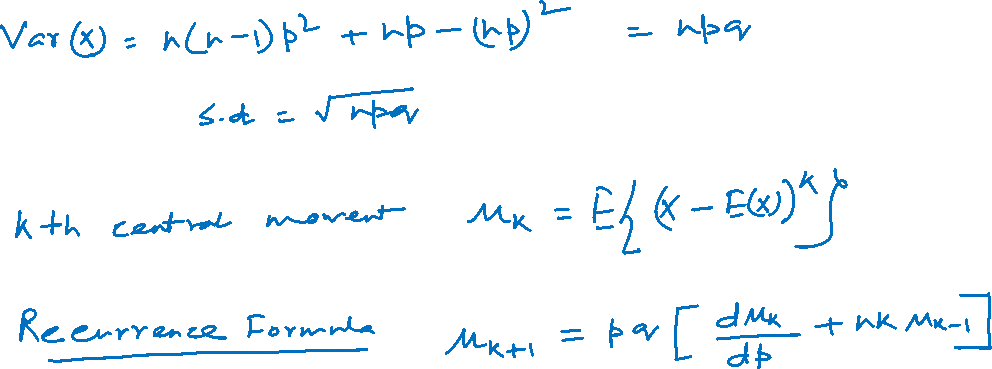 Var(X) = n(n-1)p² + np - (np)² = npq
s.d = √npq
kth central moment μₖ = E{(X - E(X))ᵏ}
Recurrence Formula μₖ₊₁ = pq [ dμₖ/dp + nk μₖ₋₁ ]